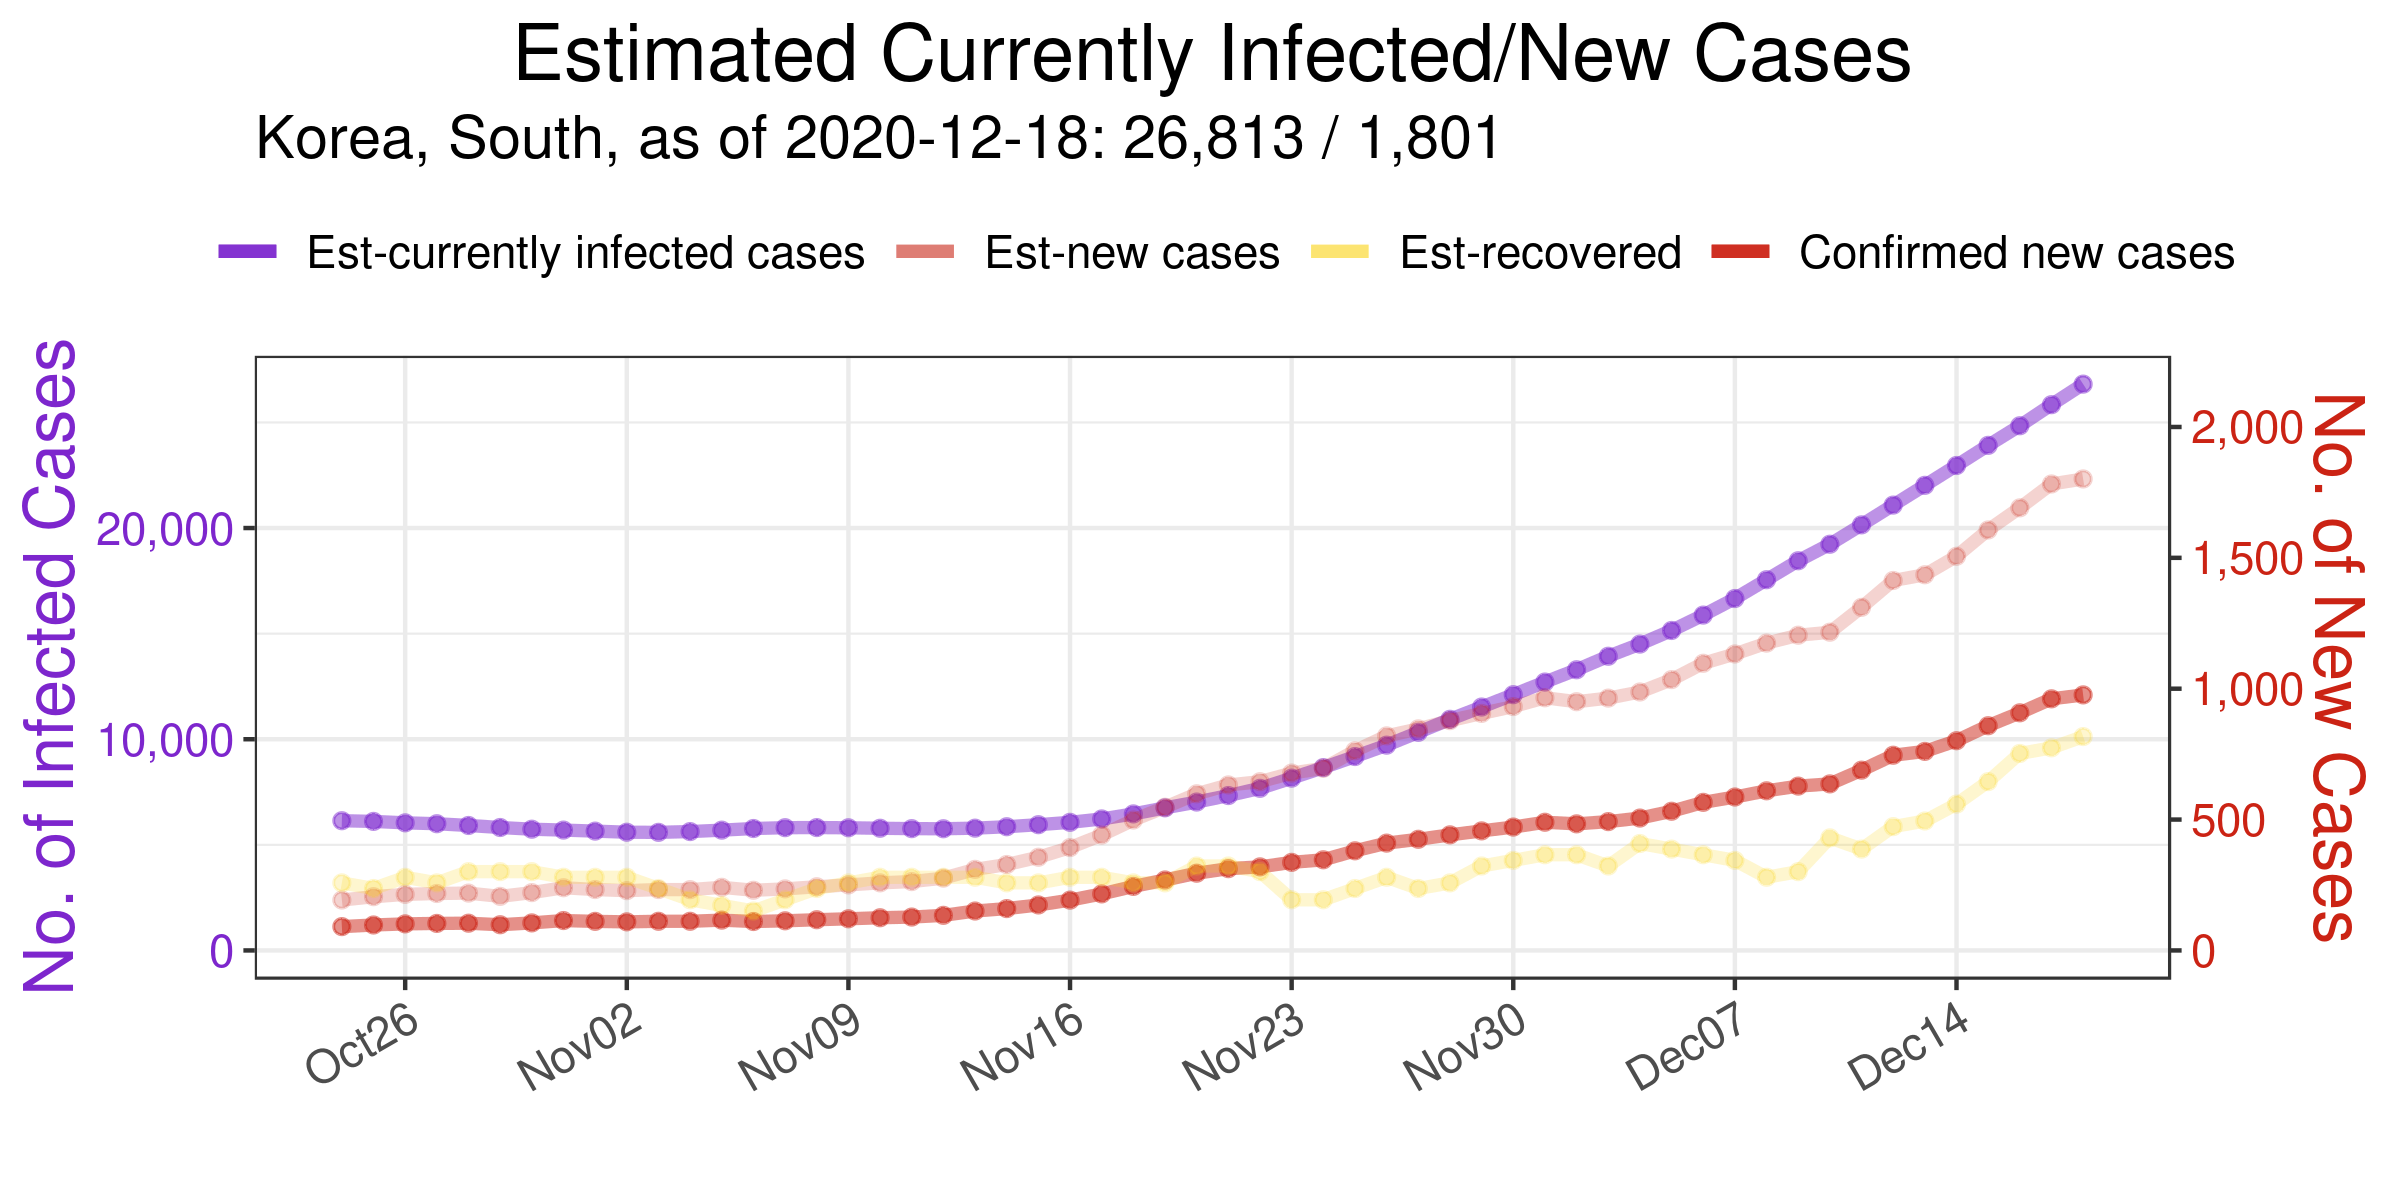 Estimated Currently Infected/New Cases
Korea, South, as of 2020-12-18: 26,813 / 1,801
Est-currently infected cases Est-new cases Est-recovered Confirmed new cases
No. of Infected Cases
20,000
10,000
0
2,000
1,500
1,000
500
0
No. of New Cases
Oct26 Nov02 Nov09 Nov16 Nov23 Nov30 Dec07 Dec14